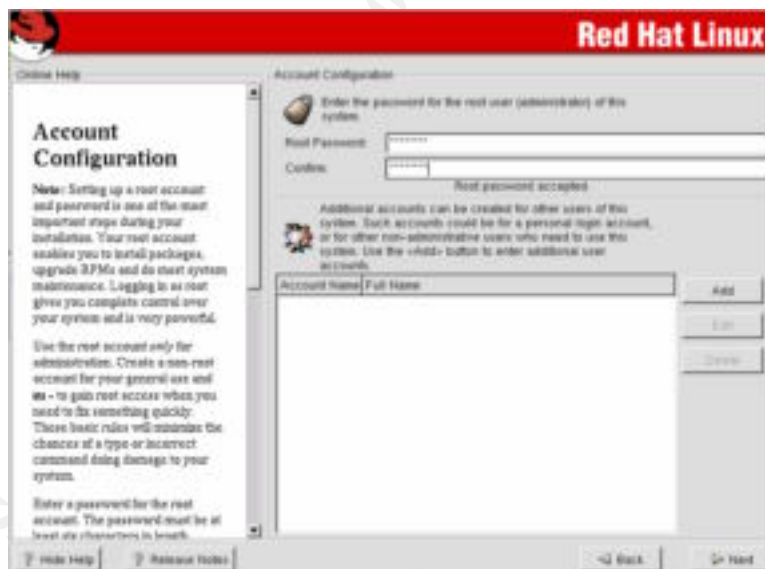 Red Hat Linux
Online Help
Account
Configuration
Note: Setting up a root account
and password is one of the most
important steps during your
installation. Your root account
enables you to install packages,
upgrade RPMs and do most system
maintenance. Logging in as root
gives you complete control over
your system and is very powerful.
Use the root account only for
administration. Create a non-root
account for your general use and
su - to gain root access when you
need to fix something quickly.
These basic rules will minimize the
chances of a typo or incorrect
command doing damage to your
system.
Enter a password for the root
account. The password must be at
least six characters in length.
Account Configuration
Enter the password for the root user (administrator) of this
system.
Root Password:
Confirm:
Root password accepted.
Additional accounts can be created for other users of this
system. Such accounts could be for a personal login account,
or for other non-administrative users who need to use this
system. Use the <Add> button to enter additional user
accounts.
Account Name Full Name
Add
Edit
Delete
? Hide Help
? Release Notes
Back
Next